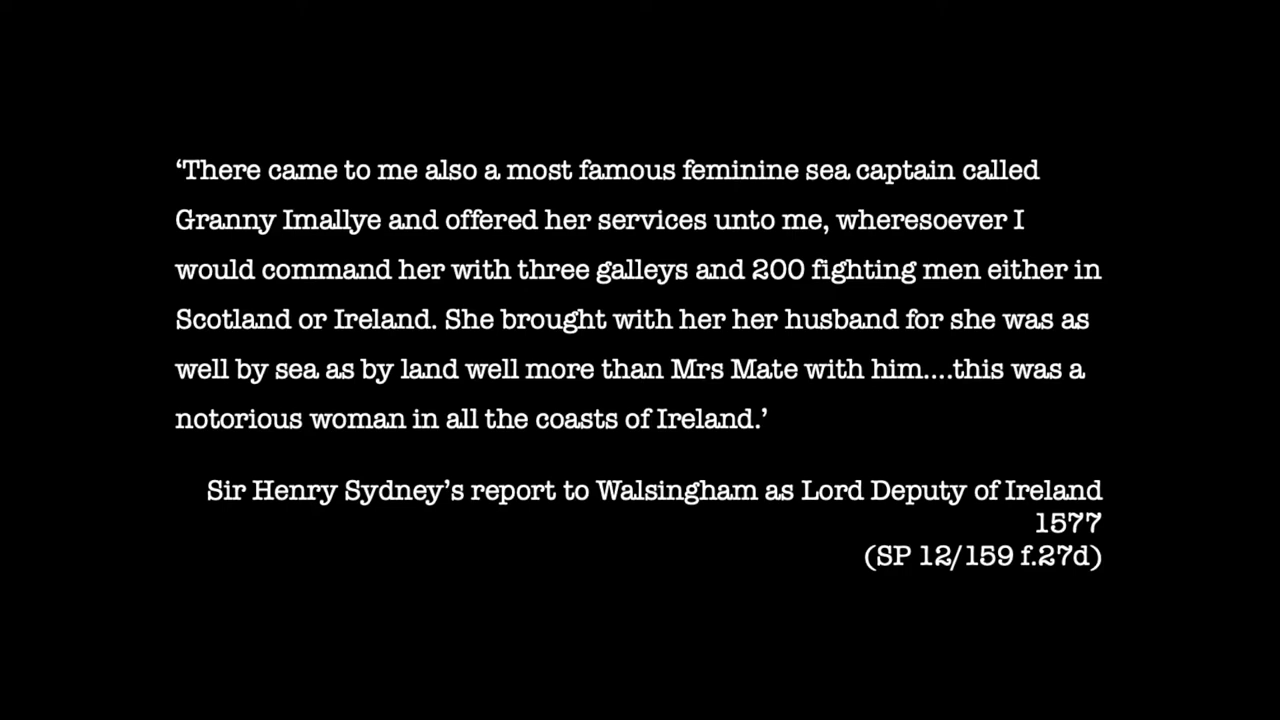 ‘There came to me also a most famous feminine sea captain called
Granny Imallye and offered her services unto me, wheresoever I
would command her with three galleys and 200 fighting men either in
Scotland or Ireland. She brought with her her husband for she was as
well by sea as by land well more than Mrs Mate with him....this was a
notorious woman in all the coasts of Ireland.’
Sir Henry Sydney’s report to Walsingham as Lord Deputy of Ireland
1577
(SP 12/159 f.27d)